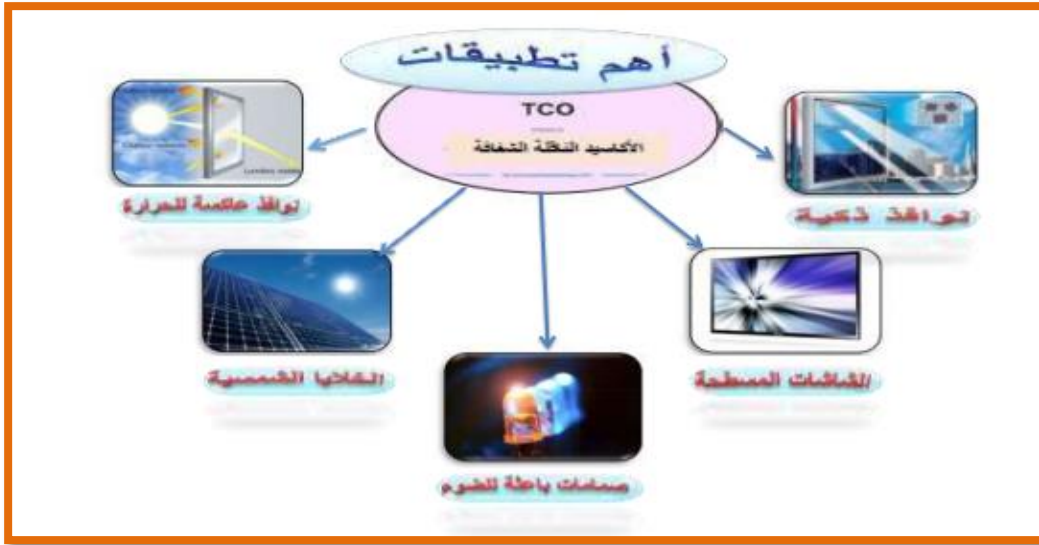 أهم تطبيقات
TCO
الأكاسيد الناقلة الشفافة
نوافذ ذكية
نوافذ عاكسة للحرارة
الشاشات المسطحة
الخلايا الشمسية
صمامات باعثة للضوء